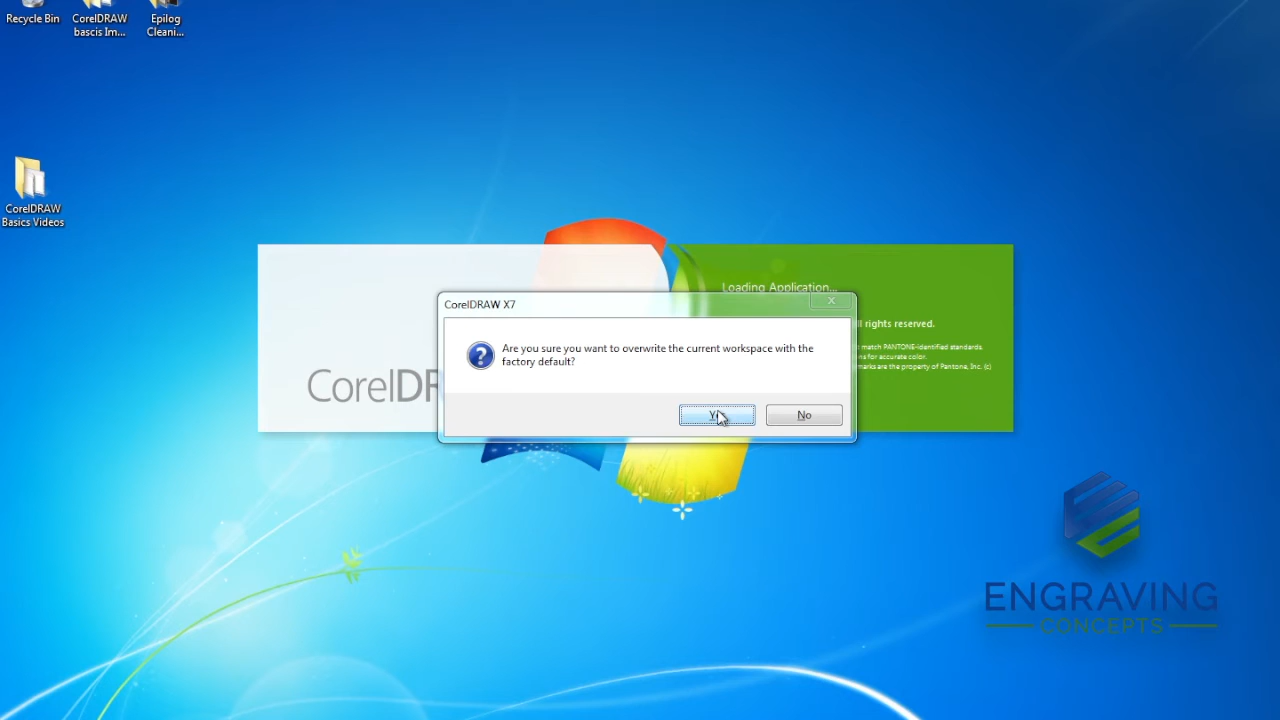 Recycle Bin
CorelDRAW
bascis Im...
Epilog
Cleani...
CorelDRAW
Basics Videos
Loading Application...
ll rights reserved.
t match PANTONE-identified standards.
ns for accurate color.
marks are the property of Pantone, Inc. (c)
CorelDR
CorelDRAW X7
Are you sure you want to overwrite the current workspace with the
factory default?
No
ENGRAVING
CONCEPTS